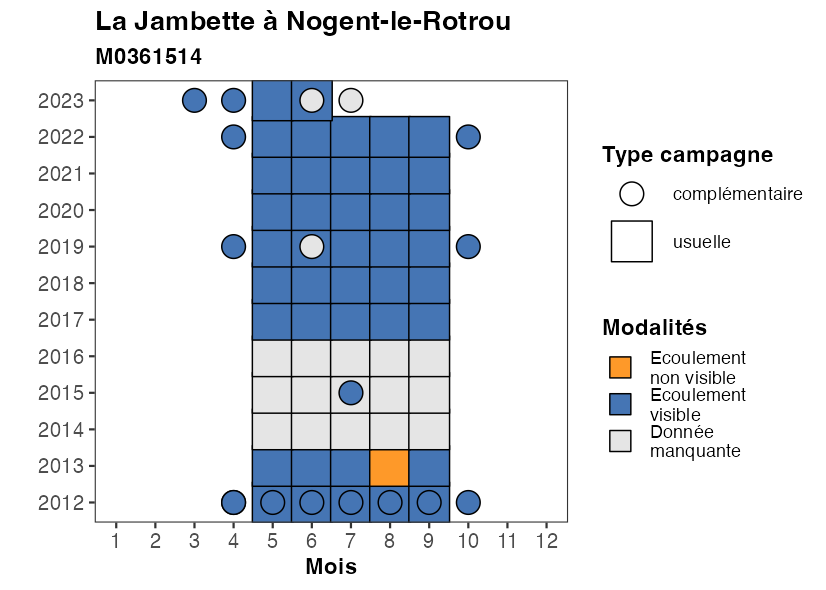 La Jambette à Nogent-le-Rotrou
M0361514
2023
2022
2021
2020
2019
2018
2017
2016
2015
2014
2013
2012
1 2 3 4 5 6 7 8 9 10 11 12
Mois
Type campagne
complémentaire
usuelle
Modalités
Ecoulement
non visible
Ecoulement
visible
Donnée
manquante